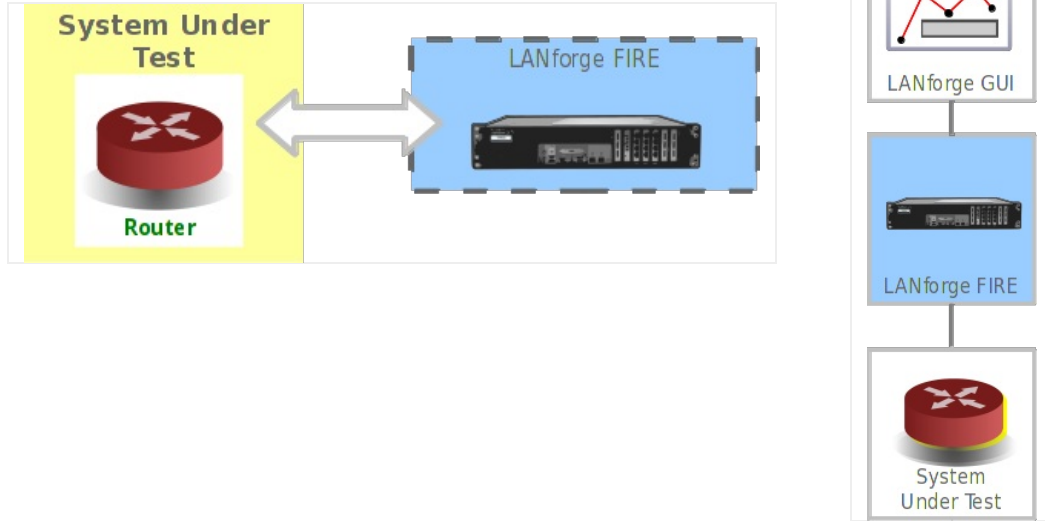 System Under
Test
Router
LANforge FIRE
LANforge GUI
LANforge FIRE
System
Under Test